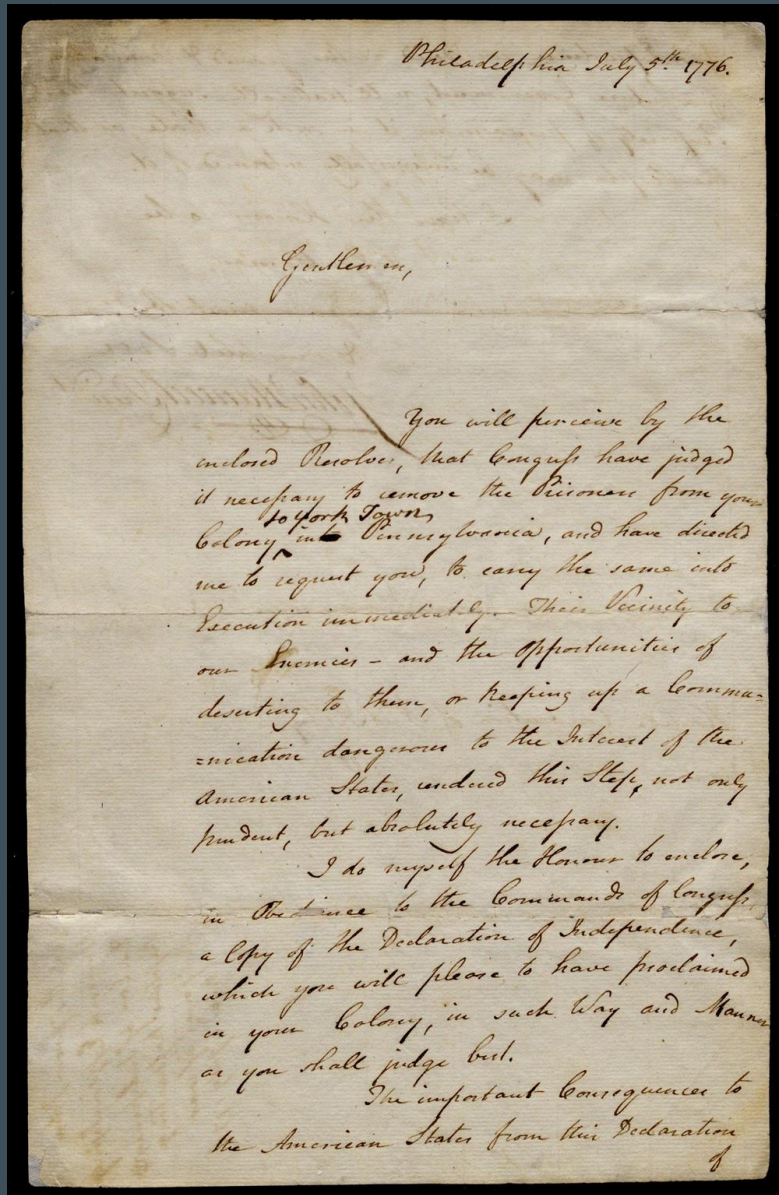 Philadelphia July 5th. 1776.
Gentlemen,
You will perceive by the
enclosed Resolves, that Congress have judged
it necessary to remove the Prisoners from your
to York Town
Colony in Pennsylvania, and have directed
me to request you, to carry the same into
Execution immediately. Their Vicinity to
our Enemies - and the Opportunities of
deserting to them, or keeping up a Commu=
=nication dangerous to the Interest of the
American States, rendered this Step, not only
prudent, but absolutely necessary.
I do myself the Honour to enclose,
in Obedience to the Commands of Congress,
a Copy of the Declaration of Independence,
which you will please to have proclaimed
in your Colony, in such Way and Manner
as you shall judge best.
The important Consequences to
the American States from this Declaration
of